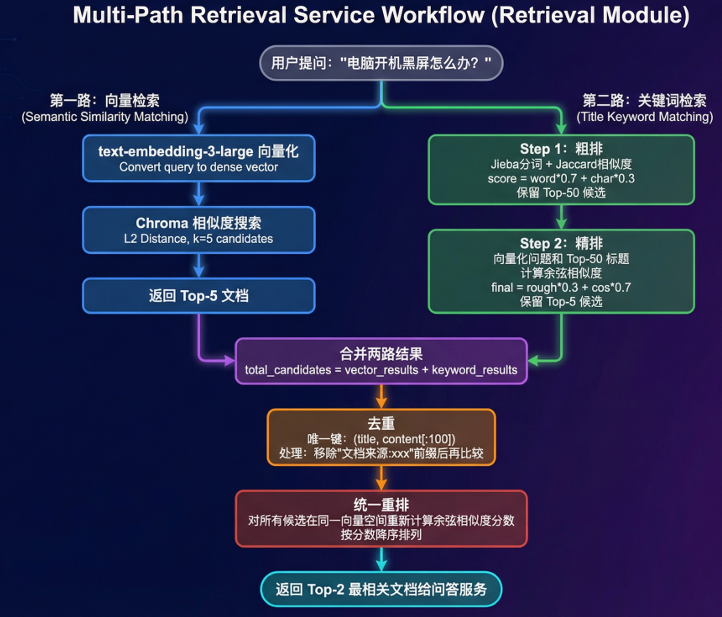 Multi-Path Retrieval Service Workflow (Retrieval Module)
用户提问："电脑开机黑屏怎么办？"
第一路：向量检索
(Semantic Similarity Matching)
text-embedding-3-large 向量化
Convert query to dense vector
Chroma 相似度搜索
L2 Distance, k=5 candidates
返回 Top-5 文档
第二路：关键词检索
(Title Keyword Matching)
Step 1：粗排
Jieba分词 + Jaccard相似度
score = word*0.7 + char*0.3
保留 Top-50 候选
Step 2：精排
向量化问题和 Top-50 标题
计算余弦相似度
final = rough*0.3 + cos*0.7
保留 Top-5 候选
合并两路结果
total_candidates = vector_results + keyword_results
去重
唯一键：(title, content[:100])
处理：移除"文档来源:xxx"前缀后再比较
统一重排
对所有候选在同一向量空间重新计算余弦相似度分数
按分数降序排列
返回 Top-2 最相关文档给问答服务